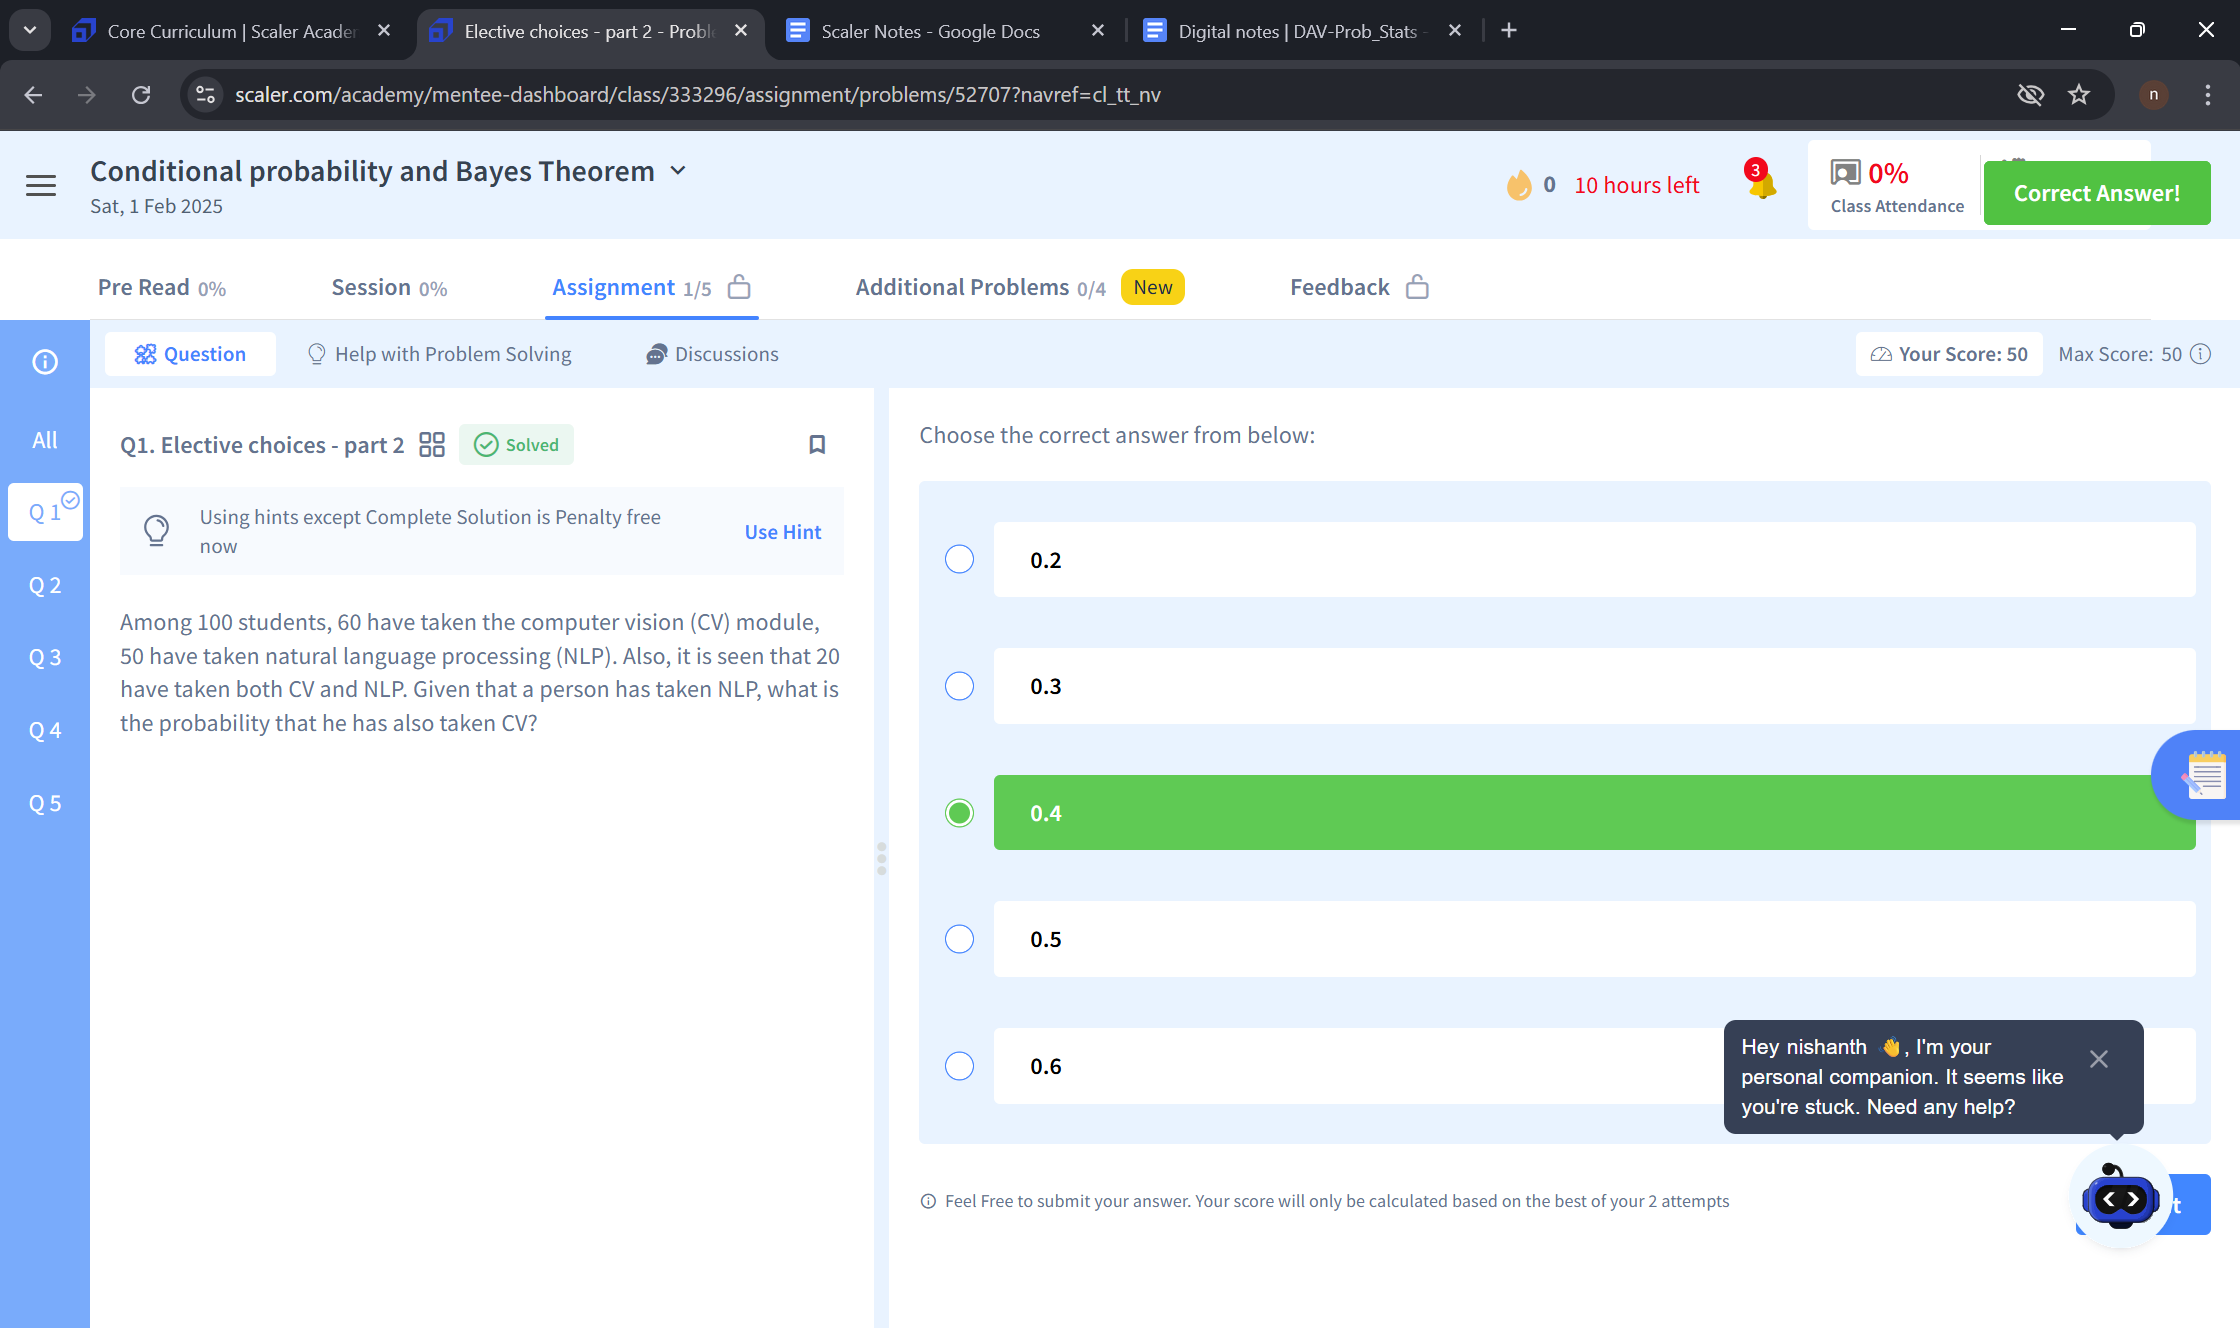 Core Curriculum | Scaler Acader
Elective choices - part 2 - Proble
Scaler Notes - Google Docs
Digital notes | DAV-Prob_Stats -
scaler.com/academy/mentee-dashboard/class/333296/assignment/problems/52707?navref=cl_tt_nv
n
Conditional probability and Bayes Theorem
Sat, 1 Feb 2025
0
10 hours left
3
0%
Class Attendance
Correct Answer!
Pre Read 0%
Session 0%
Assignment 1/5
Additional Problems 0/4
New
Feedback
Question
Help with Problem Solving
Discussions
Your Score: 50
Max Score: 50
All
Q 1
Q 2
Q 3
Q 4
Q 5
Q1. Elective choices - part 2
Solved
Using hints except Complete Solution is Penalty free
now
Use Hint
Among 100 students, 60 have taken the computer vision (CV) module,
50 have taken natural language processing (NLP). Also, it is seen that 20
have taken both CV and NLP. Given that a person has taken NLP, what is
the probability that he has also taken CV?
Choose the correct answer from below:
0.2
0.3
0.4
0.5
0.6
Hey nishanth 👋, I'm your
personal companion. It seems like
you're stuck. Need any help?
Feel Free to submit your answer. Your score will only be calculated based on the best of your 2 attempts